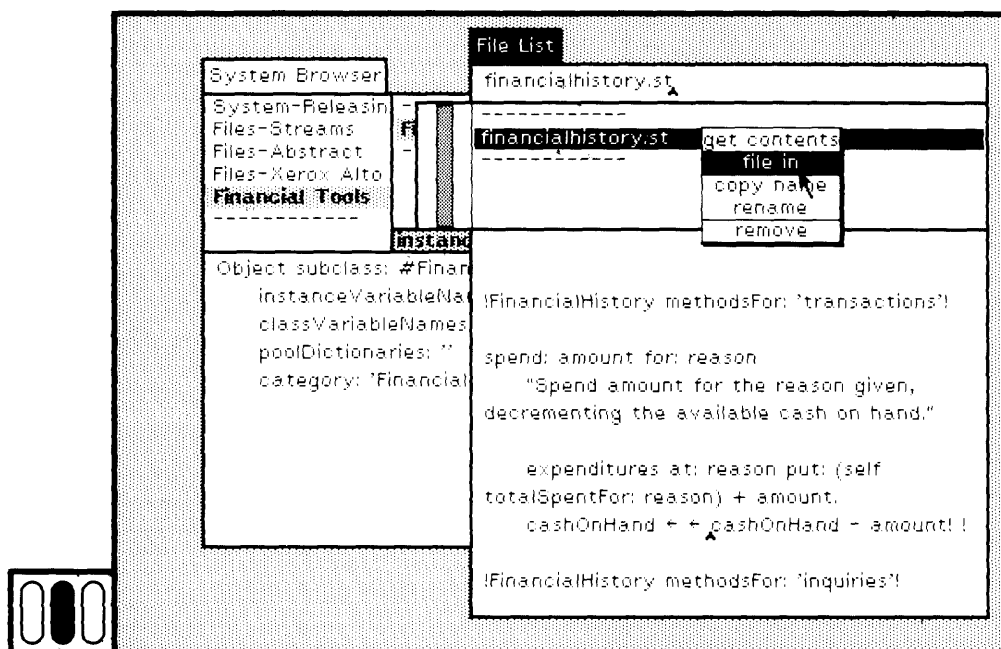 System Browser
System-Releasin
Files-Streams
Fi
Files-Abstract
Files-Xerox Alto
Financial Tools
--------------
instanc
Object subclass: #Finan
instanceVariableNa
classVariableNames
poolDictionaries: ''
category: 'Financial
File List
financialhistory.st
--------------
financialhistory.st
--------------
get contents
file in
copy name
rename
remove
!FinancialHistory methodsFor: 'transactions'!
spend: amount for: reason
"Spend amount for the reason given,
decrementing the available cash on hand."
expenditures at: reason put: (self
totalSpentFor: reason) + amount.
cashOnHand ← ← cashOnHand - amount! !
!FinancialHistory methodsFor: 'inquiries'!